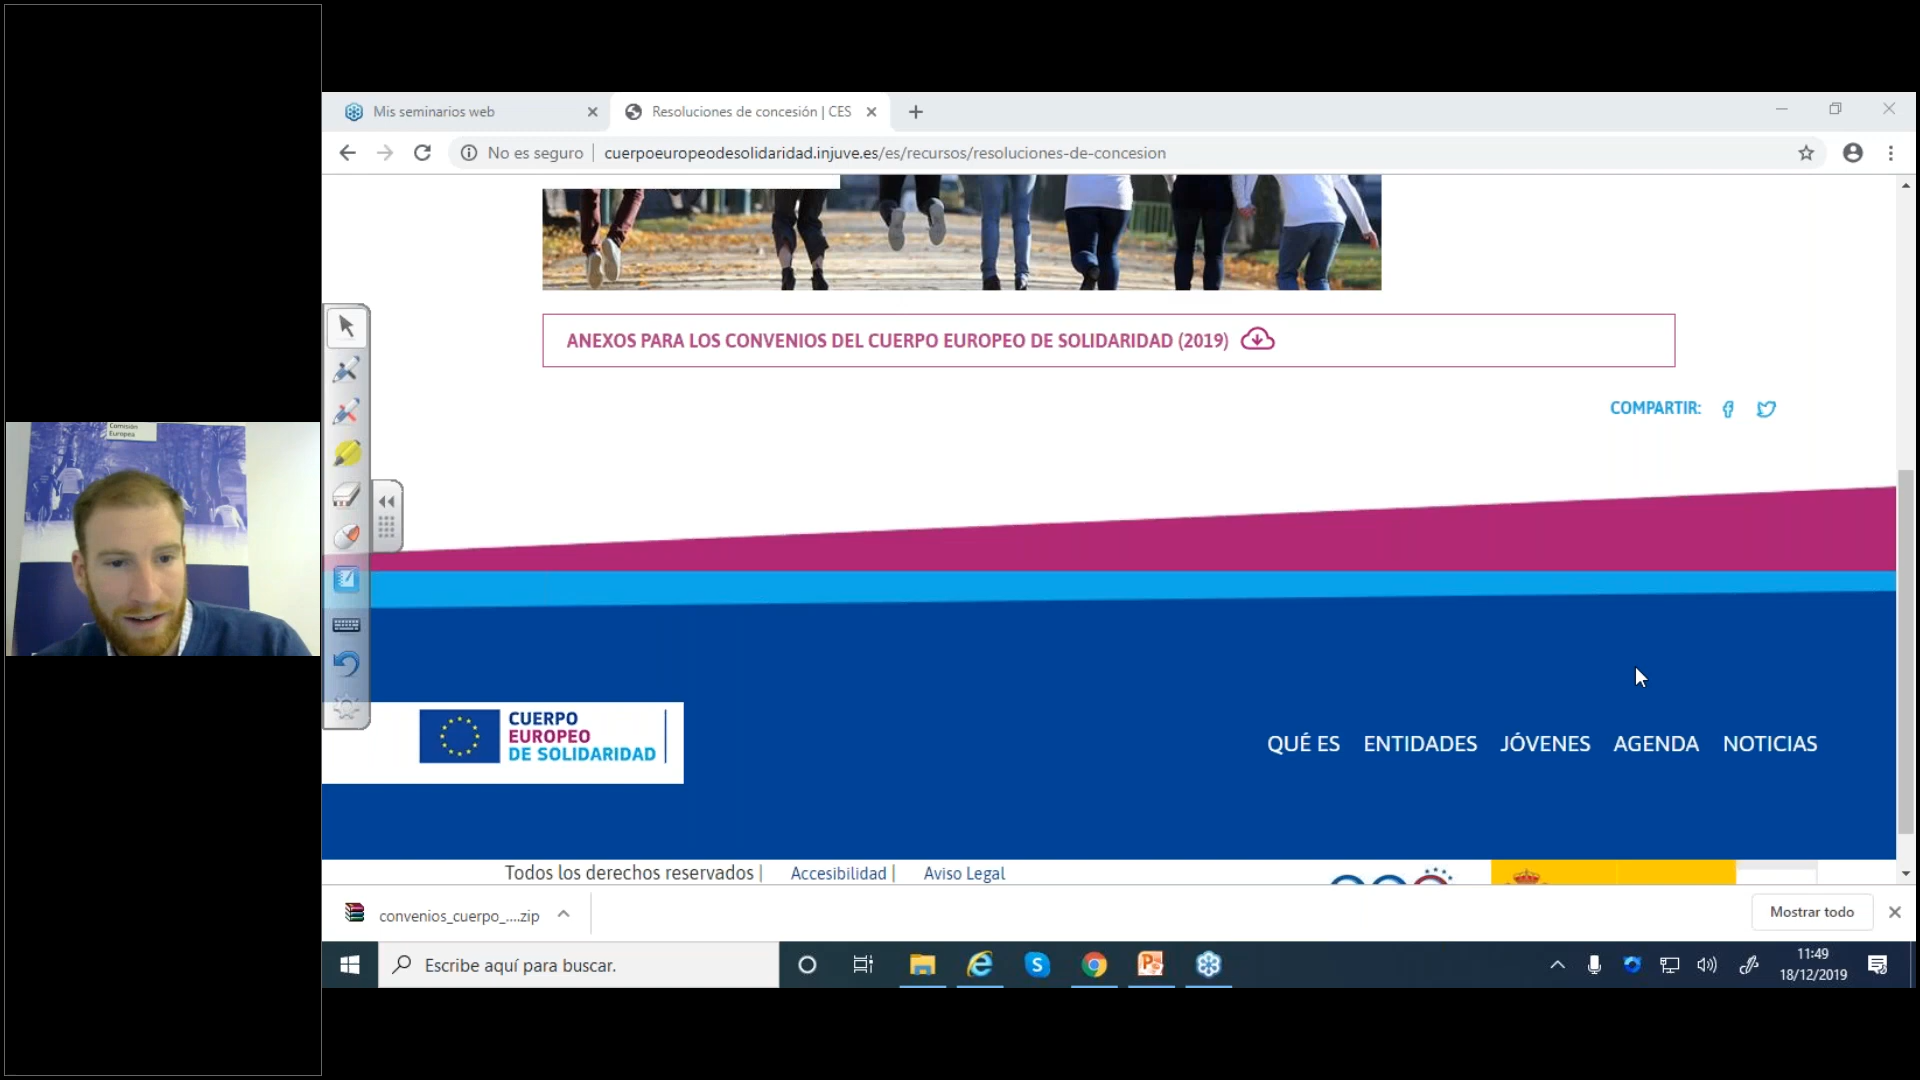 Comisión
Europea
Mis seminarios web
Resoluciones de concesión | CES
No es seguro
cuerpoeuropeodesolidaridad.injuve.es/es/recursos/resoluciones-de-concesion
ANEXOS PARA LOS CONVENIOS DEL CUERPO EUROPEO DE SOLIDARIDAD (2019)
COMPARTIR:
CUERPO
EUROPEO
DE SOLIDARIDAD
QUÉ ES ENTIDADES JÓVENES AGENDA NOTICIAS
Todos los derechos reservados | Accesibilidad | Aviso Legal
convenios_cuerpo_....zip
Mostrar todo
Escribe aquí para buscar.
11:49
18/12/2019